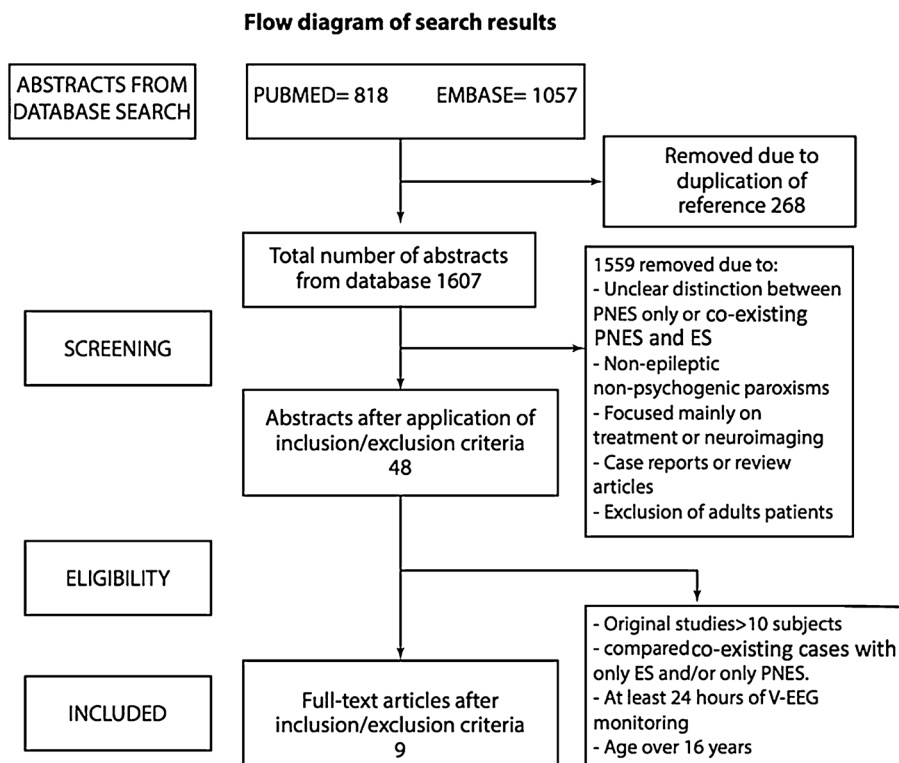 Flow diagram of search results
ABSTRACTS FROM
DATABASE SEARCH
PUBMED= 818 EMBASE= 1057
Removed due to
duplication of
reference 268
Total number of abstracts
from database 1607
1559 removed due to:
- Unclear distinction between
PNES only or co-existing
PNES and ES
- Non-epileptic
non-psychogenic paroxisms
- Focused mainly on
treatment or neuroimaging
- Case reports or review
articles
- Exclusion of adults patients
SCREENING
Abstracts after application of
inclusion/exclusion criteria
48
ELIGIBILITY
- Original studies>10 subjects
- compared co-existing cases with
only ES and/or only PNES.
- At least 24 hours of V-EEG
monitoring
- Age over 16 years
INCLUDED
Full-text articles after
inclusion/exclusion criteria
9